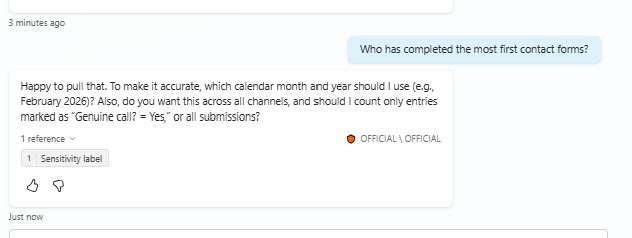 3 minutes ago
Who has completed the most first contact forms?
Happy to pull that. To make it accurate, which calendar month and year should I use (e.g.,
February 2026)? Also, do you want this across all channels, and should I count only entries
marked as “Genuine call? = Yes,” or all submissions?
1 reference
OFFICIAL \ OFFICIAL
1 Sensitivity label
Just now